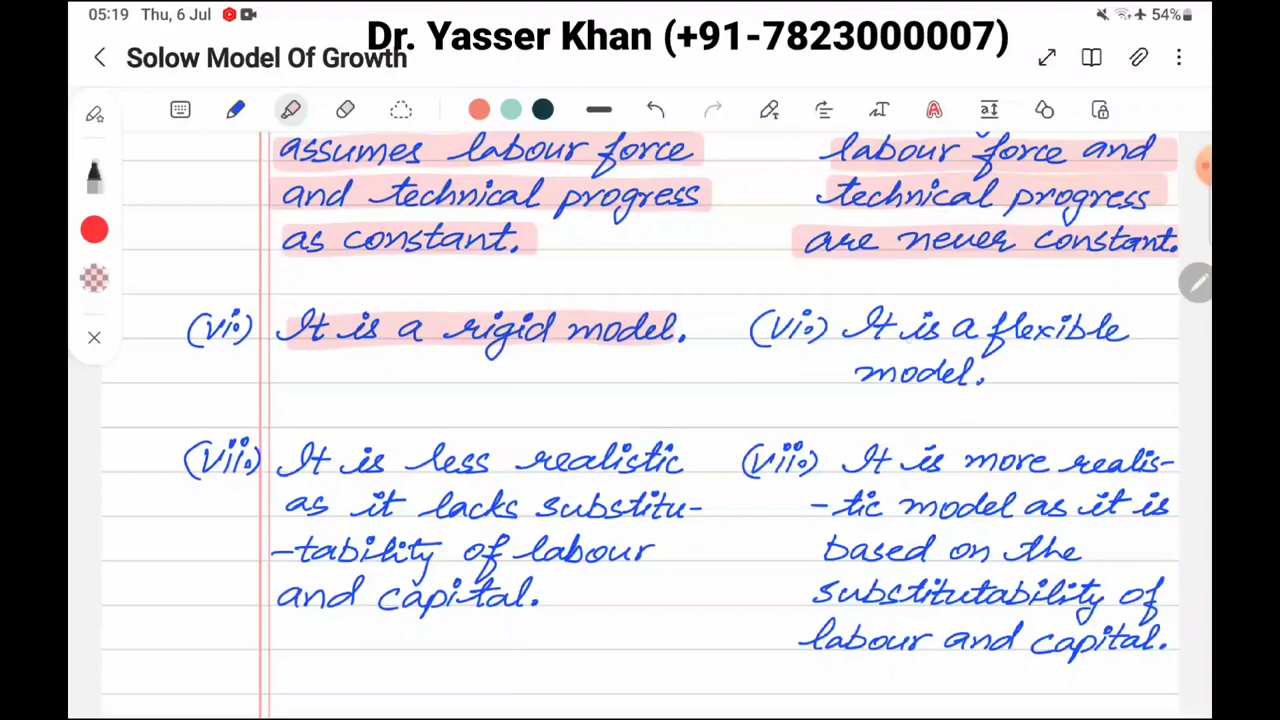 05:19 Thu, 6 Jul
54%
Dr. Yasser Khan (+91-7823000007)
Solow Model Of Growth
assumes labour force
and technical progress
as constant.
labour force and
technical progress
are never constant.
(vi.) It is a rigid model.
(vi.) It is a flexible
model.
(vii.) It is less realistic
as it lacks substitu-
-tability of labour
and capital.
(vii.) It is more realis-
-tic model as it is
based on the
substitutability of
labour and capital.